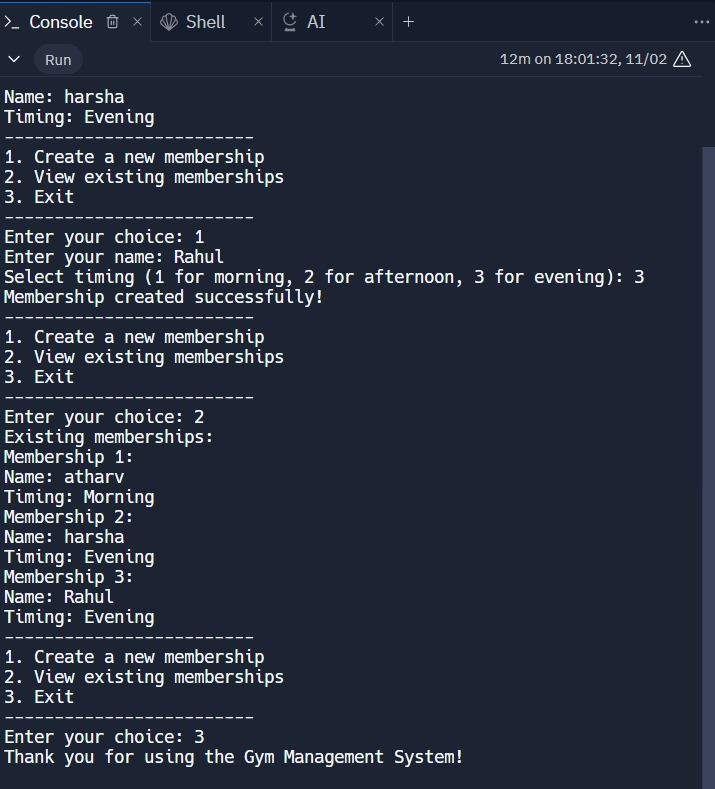 >_ Console
Shell
AI
Run
12m on 18:01:32, 11/02
Name: harsha
Timing: Evening
-------------------------
1. Create a new membership
2. View existing memberships
3. Exit
-------------------------
Enter your choice: 1
Enter your name: Rahul
Select timing (1 for morning, 2 for afternoon, 3 for evening): 3
Membership created successfully!
-------------------------
1. Create a new membership
2. View existing memberships
3. Exit
-------------------------
Enter your choice: 2
Existing memberships:
Membership 1:
Name: atharv
Timing: Morning
Membership 2:
Name: harsha
Timing: Evening
Membership 3:
Name: Rahul
Timing: Evening
-------------------------
1. Create a new membership
2. View existing memberships
3. Exit
-------------------------
Enter your choice: 3
Thank you for using the Gym Management System!